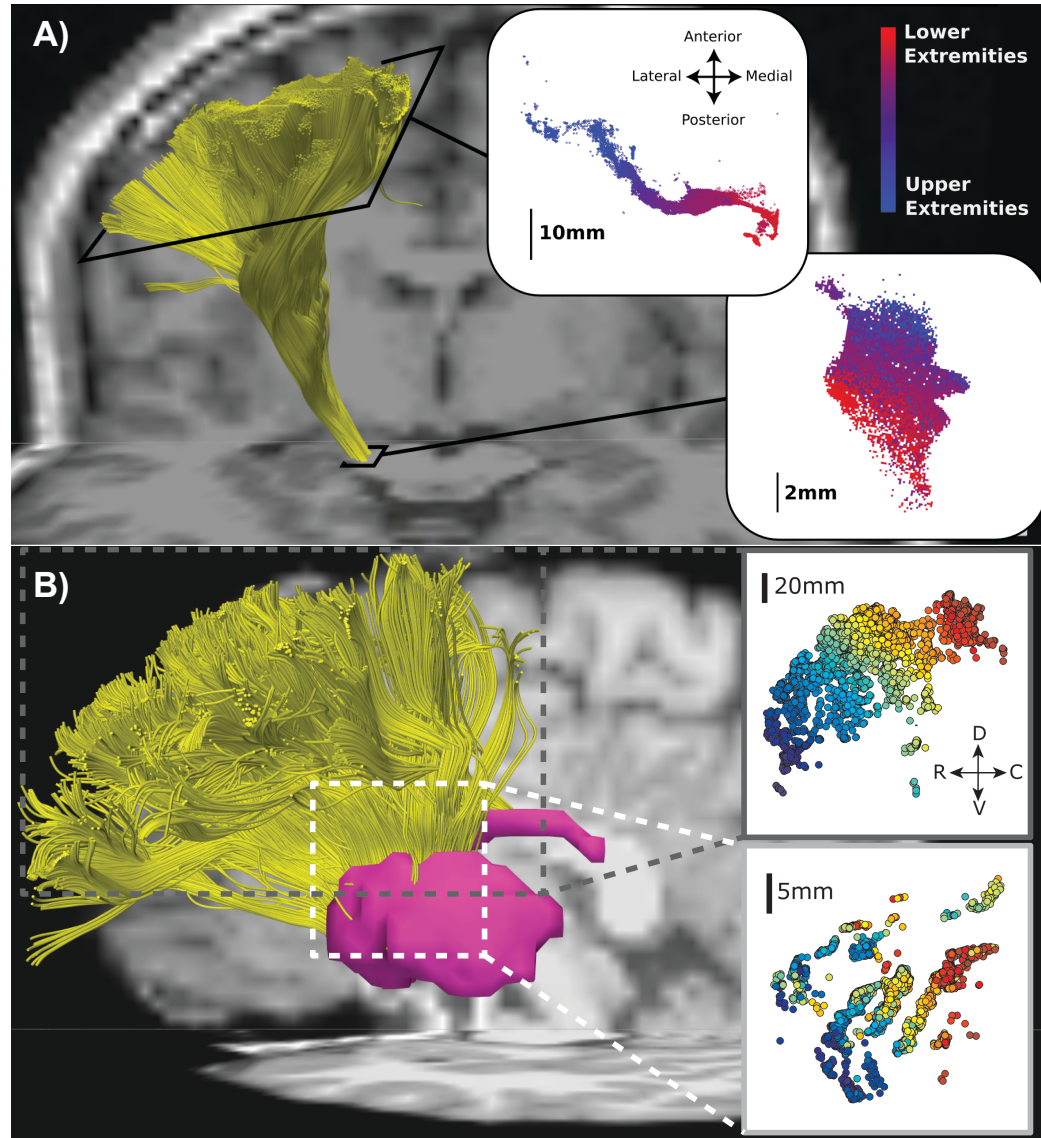 A)
Anterior
Lateral
Medial
Posterior
10mm
Lower
Extremities
Upper
Extremities
2mm
B)
20mm
D
R
C
V
5mm